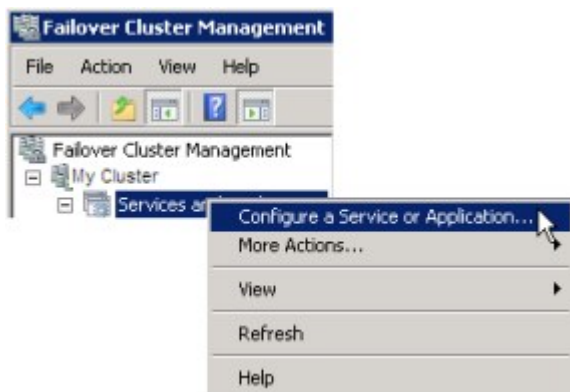 Failover Cluster Management
File Action View Help
Failover Cluster Management
My Cluster
Services a
Configure a Service or Application...
More Actions...
View
Refresh
Help